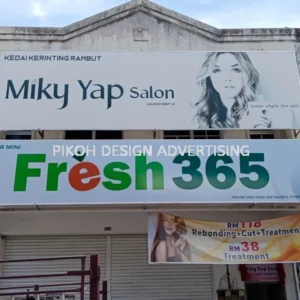 KEDAI KERINTING RAMBUT
Miky Yap Salon
R MINI
PIKOH DESIGN ADVERTISING
Fresh 365
RM 118
Rebonding+Cut+Treatment
RM 38
Treatment